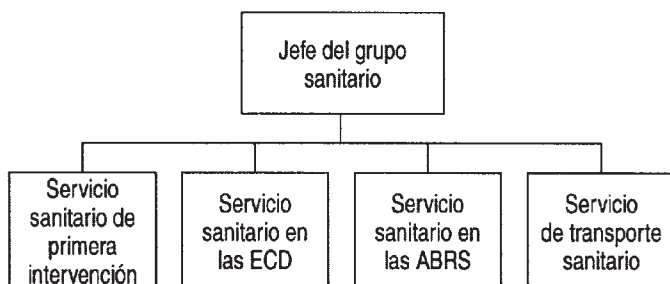 Jefe del grupo
sanitario
Servicio
sanitario de
primera
intervención
Servicio
sanitario en
las ECD
Servicio
sanitario en
las ABRS
Servicio
de transporte
sanitario